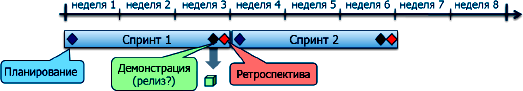 неделя 1 неделя 2 неделя 3 неделя 4 неделя 5 неделя 6 неделя 7 неделя 8
Спринт 1 Спринт 2
Планирование
Демонстрация
(релиз?)
Ретроспектива